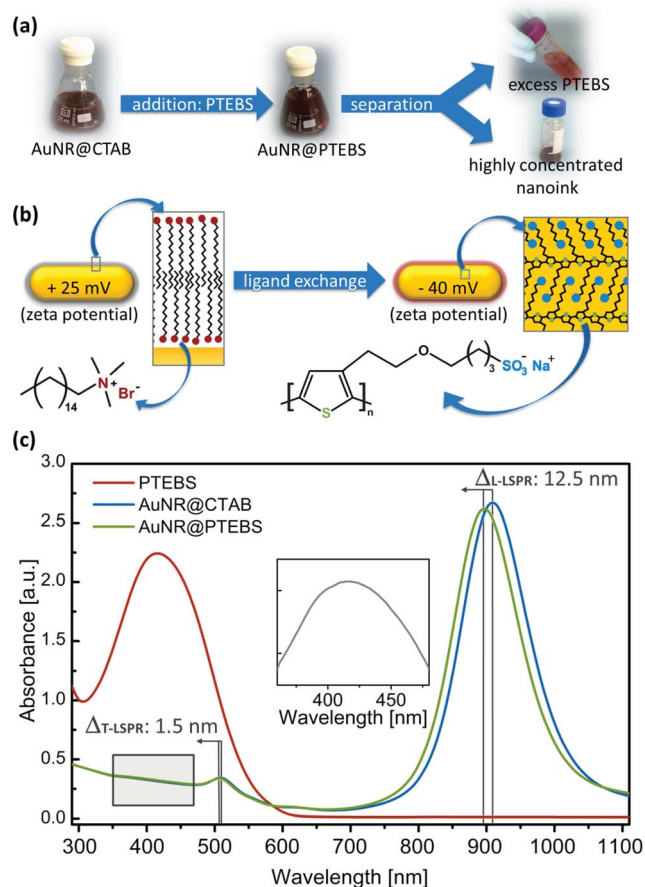 (a)
AuNR@CTAB
addition: PTEBS
AuNR@PTEBS
separation
excess PTEBS
highly concentrated
nanoink
(b)
+ 25 mV
(zeta potential)
ligand exchange
- 40 mV
(zeta potential)
14
N⁺
Br⁻
O
3
SO₃⁻ Na⁺
S
n
(c)
PTEBS
AuNR@CTAB
AuNR@PTEBS
ΔL-LSPR: 12.5 nm
ΔT-LSPR: 1.5 nm
Absorbance [a.u.]
3.0
2.5
2.0
1.5
1.0
0.5
0.0
400 450
Wavelength [nm]
300 400 500 600 700 800 900 1000 1100
Wavelength [nm]